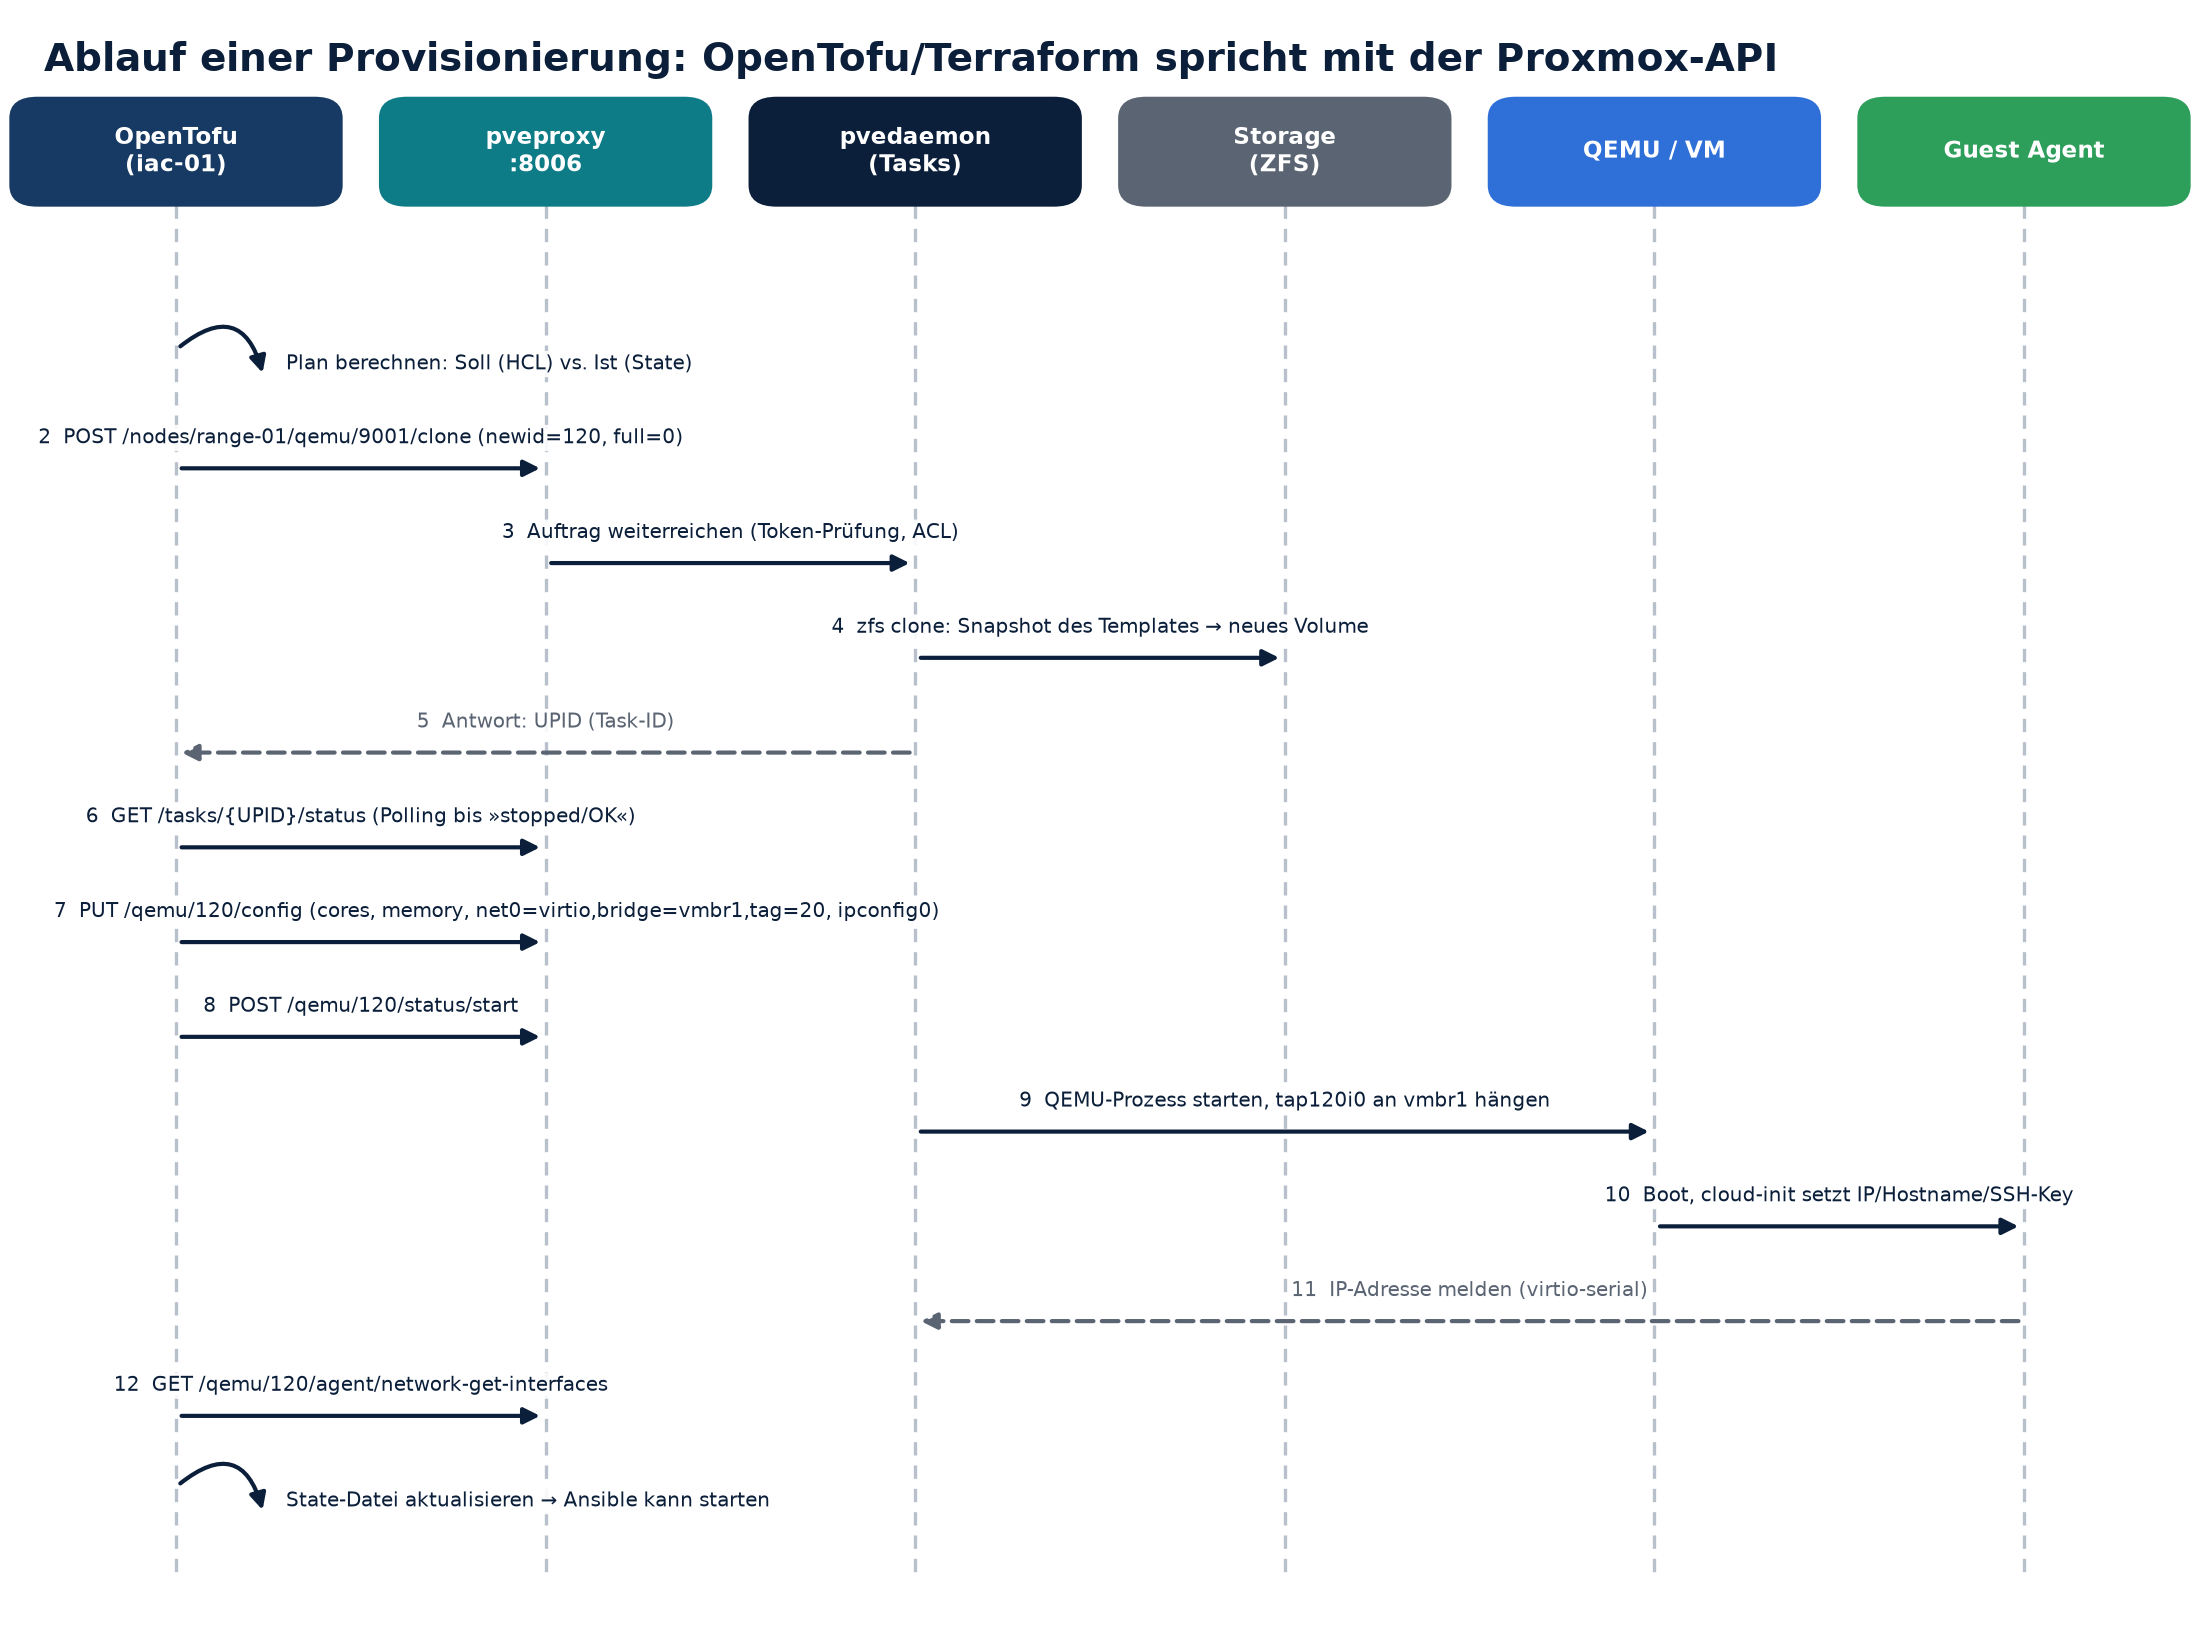 Ablauf einer Provisionierung: OpenTofu/Terraform spricht mit der Proxmox-API
OpenTofu
(iac-01)
pveproxy
:8006
pvedaemon
(Tasks)
Storage
(ZFS)
QEMU / VM
Guest Agent
Plan berechnen: Soll (HCL) vs. Ist (State)
2 POST /nodes/range-01/qemu/9001/clone (newid=120, full=0)
3 Auftrag weiterreichen (Token-Prüfung, ACL)
4 zfs clone: Snapshot des Templates → neues Volume
5 Antwort: UPID (Task-ID)
6 GET /tasks/{UPID}/status (Polling bis »stopped/OK«)
7 PUT /qemu/120/config (cores, memory, net0=virtio,bridge=vmbr1,tag=20, ipconfig0)
8 POST /qemu/120/status/start
9 QEMU-Prozess starten, tap120i0 an vmbr1 hängen
10 Boot, cloud-init setzt IP/Hostname/SSH-Key
11 IP-Adresse melden (virtio-serial)
12 GET /qemu/120/agent/network-get-interfaces
State-Datei aktualisieren → Ansible kann starten